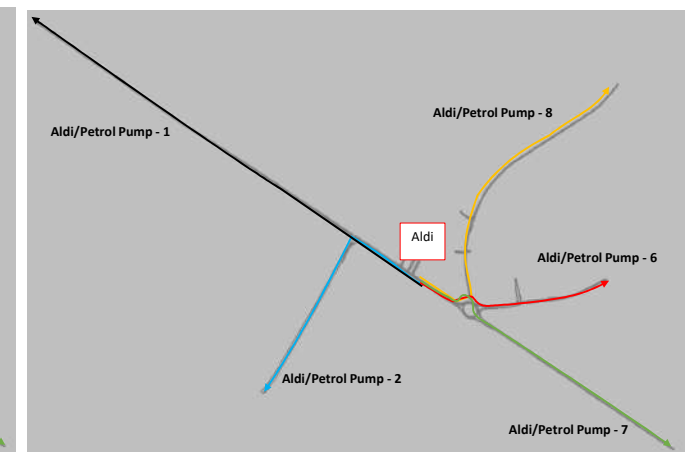 Aldi/Petrol Pump - 8
Aldi/Petrol Pump - 1
Aldi
Aldi/Petrol Pump - 6
Aldi/Petrol Pump - 2
Aldi/Petrol Pump - 7